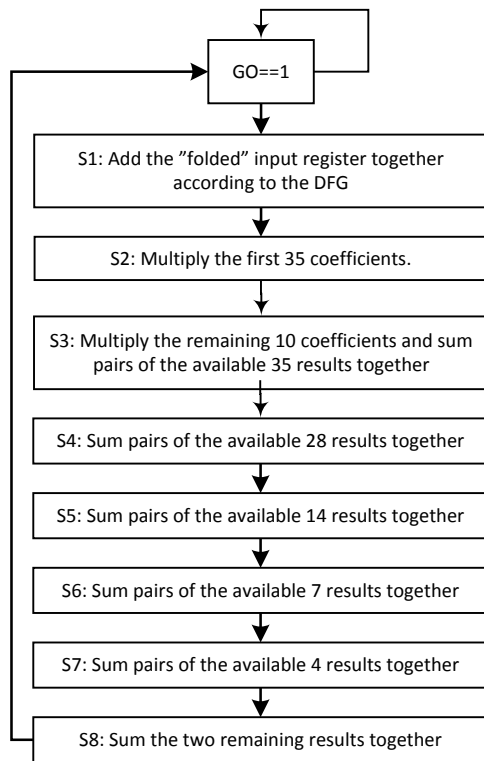 GO==1
S1: Add the ”folded” input register together
according to the DFG
S2: Multiply the first 35 coefficients.
S3: Multiply the remaining 10 coefficients and sum
pairs of the available 35 results together
S4: Sum pairs of the available 28 results together
S5: Sum pairs of the available 14 results together
S6: Sum pairs of the available 7 results together
S7: Sum pairs of the available 4 results together
S8: Sum the two remaining results together